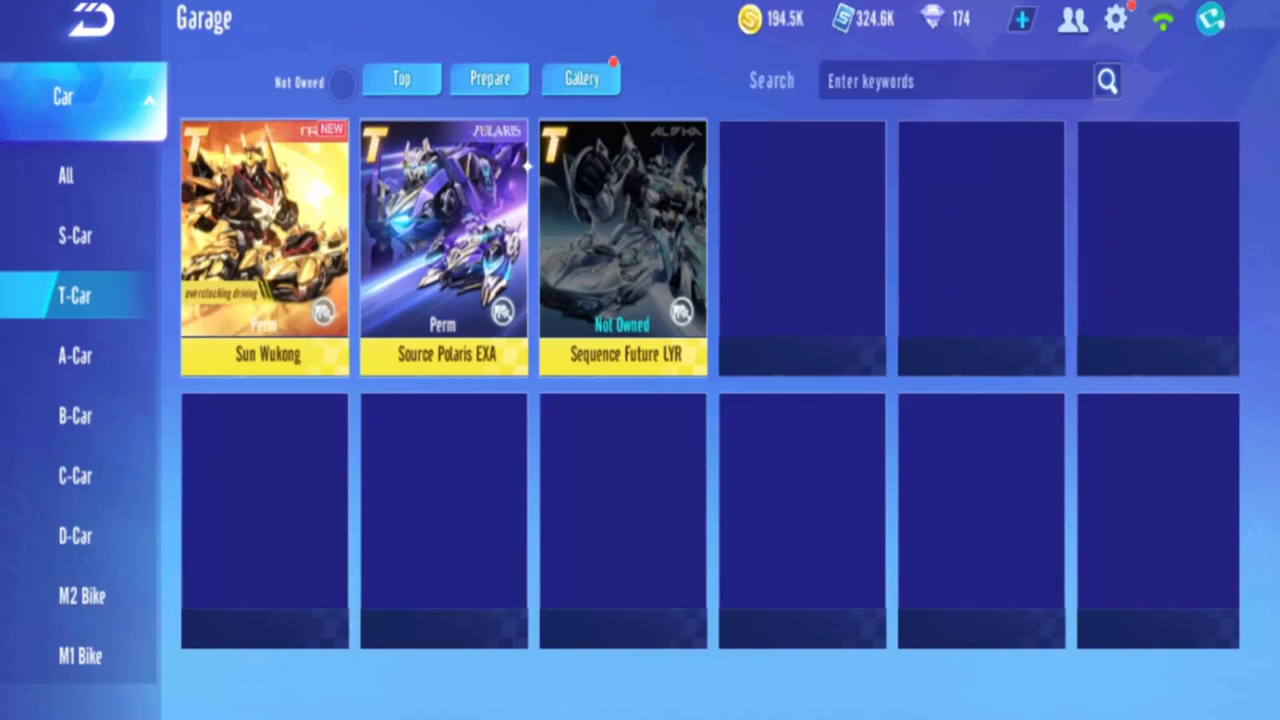 Garage
194.5K
324.6K
174
Car
Not Owned
Top
Prepare
Gallery
Search
Enter keywords
All
S-Car
T-Car
A-Car
B-Car
C-Car
D-Car
M2 Bike
M1 Bike
T
NEW
overclocking driving
Perm
Sun Wukong
T
POLARIS
Perm
Source Polaris EXA
T
ALPHA
Not Owned
Sequence Future LYR